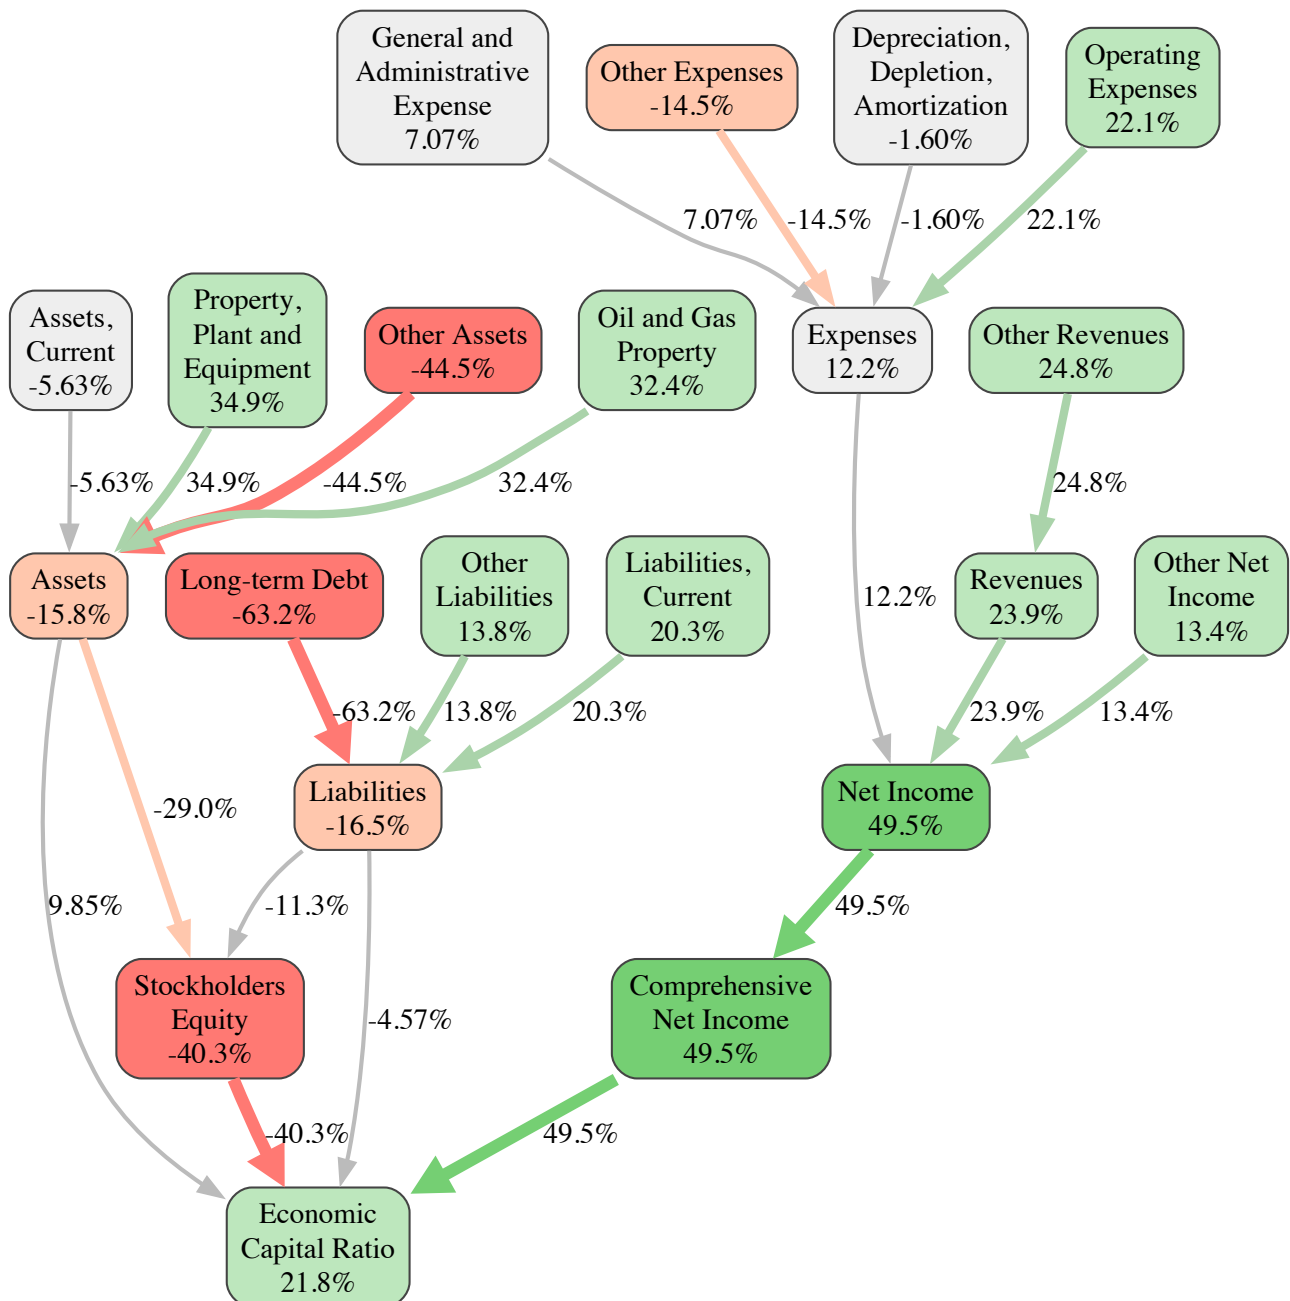 General and
Administrative
Expense
7.07%
Other Expenses
-14.5%
Depreciation,
Depletion,
Amortization
-1.60%
Operating
Expenses
22.1%
7.07%
-14.5%
-1.60%
22.1%
Assets,
Current
-5.63%
Property,
Plant and
Equipment
34.9%
Other Assets
-44.5%
Oil and Gas
Property
32.4%
Expenses
12.2%
Other Revenues
24.8%
-5.63%
34.9%
-44.5%
32.4%
24.8%
Assets
-15.8%
Long-term Debt
-63.2%
Other
Liabilities
13.8%
Liabilities,
Current
20.3%
12.2%
Revenues
23.9%
Other Net
Income
13.4%
-63.2%
13.8%
20.3%
23.9%
13.4%
-29.0%
Liabilities
-16.5%
Net Income
49.5%
9.85%
-11.3%
49.5%
Stockholders
Equity
-40.3%
-4.57%
Comprehensive
Net Income
49.5%
-40.3%
49.5%
Economic
Capital Ratio
21.8%